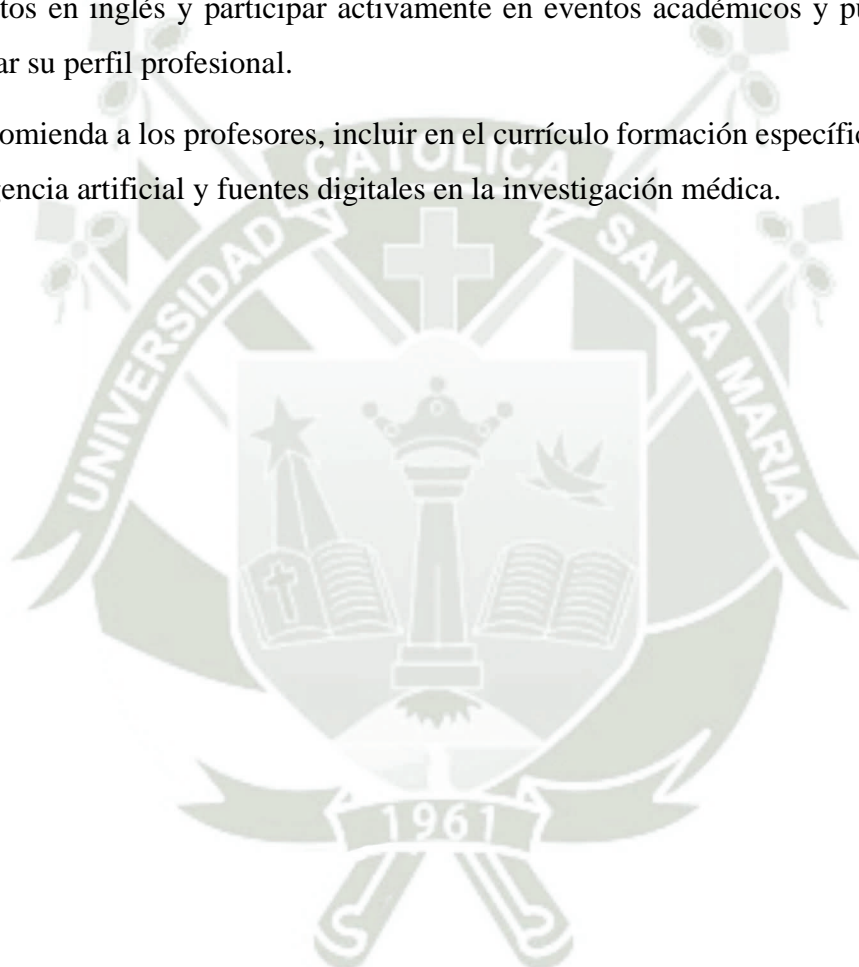 tos en inglés y participar activamente en eventos académicos y pu
ar su perfil profesional.
omienda a los profesores, incluir en el currículo formación específic
gencia artificial y fuentes digitales en la investigación médica.
UNIVERSIDAD CATOLICA SANTA MARIA
1961